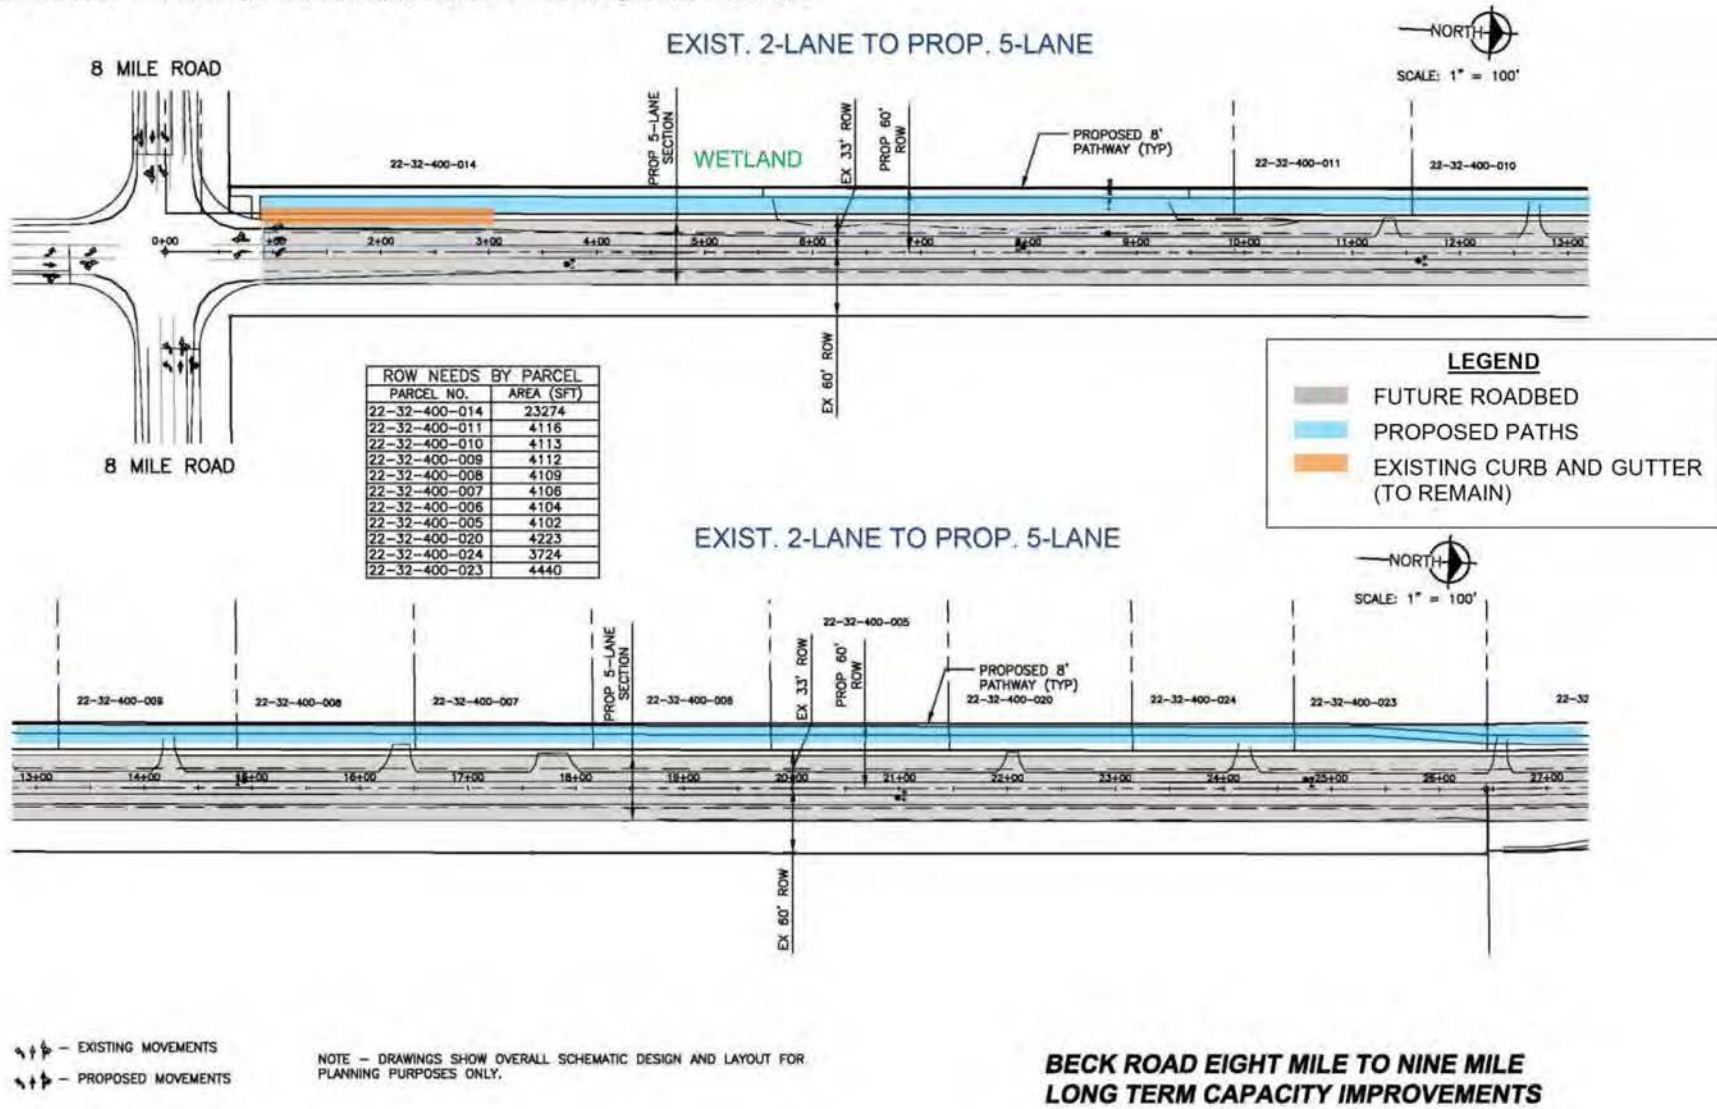 EXIST. 2-LANE TO PROP. 5-LANE
NORTH
SCALE: 1" = 100'
8 MILE ROAD
22-32-400-014
PROP 5-LANE
SECTION
WETLAND
EX 33' ROW
PROP 60'
ROW
PROPOSED 8'
PATHWAY (TYP)
22-32-400-011
22-32-400-010
0+00
2+00
3+00
4+00
5+00
6+00
9+00
10+00
11+00
12+00
13+00
EX 60' ROW
8 MILE ROAD
ROW NEEDS BY PARCEL
PARCEL NO. AREA (SFT)
22-32-400-014 23274
22-32-400-011 4116
22-32-400-010 4113
22-32-400-009 4112
22-32-400-008 4109
22-32-400-007 4106
22-32-400-006 4104
22-32-400-005 4102
22-32-400-020 4223
22-32-400-024 3724
22-32-400-023 4440
LEGEND
FUTURE ROADBED
PROPOSED PATHS
EXISTING CURB AND GUTTER
(TO REMAIN)
EXIST. 2-LANE TO PROP. 5-LANE
NORTH
SCALE: 1" = 100'
22-32-400-009
22-32-400-008
22-32-400-007
PROP 5-LANE
SECTION
22-32-400-006
EX 33' ROW
PROP 60'
ROW
22-32-400-005
PROPOSED 8'
PATHWAY (TYP)
22-32-400-020
22-32-400-024
22-32-400-023
22-32
13+00
14+00
15+00
16+00
17+00
18+00
19+00
20+00
21+00
22+00
23+00
24+00
25+00
26+00
27+00
EX 60' ROW
– EXISTING MOVEMENTS
– PROPOSED MOVEMENTS
NOTE – DRAWINGS SHOW OVERALL SCHEMATIC DESIGN AND LAYOUT FOR
PLANNING PURPOSES ONLY.
BECK ROAD EIGHT MILE TO NINE MILE
LONG TERM CAPACITY IMPROVEMENTS